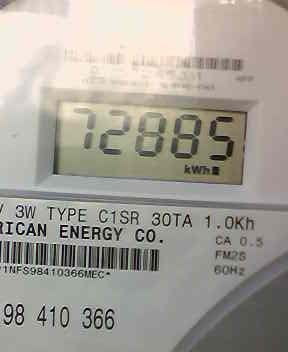 72885
kWh
V 3W TYPE C1SR 30TA 1.0Kh
RICAN ENERGY CO.
CA 0.5
FM2S
60Hz
1NFS98410366MEC*
98 410 366